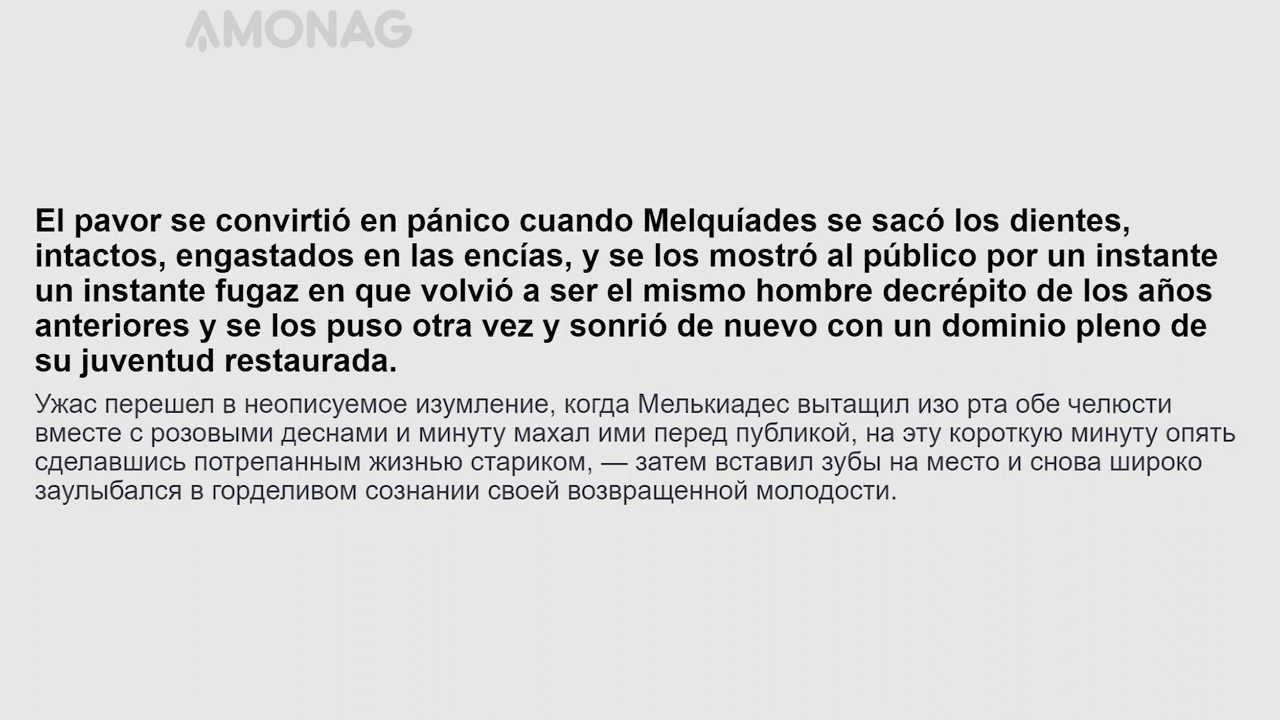 AMONAG
El pavor se convirtió en pánico cuando Melquíades se sacó los dientes,
intactos, engastados en las encías, y se los mostró al público por un instante
un instante fugaz en que volvió a ser el mismo hombre decrépito de los años
anteriores y se los puso otra vez y sonrió de nuevo con un dominio pleno de
su juventud restaurada.
Ужас перешел в неописуемое изумление, когда Мелькиадес вытащил изо рта обе челюсти
вместе с розовыми деснами и минуту махал ими перед публикой, на эту короткую минуту опять
сделавшись потрепанным жизнью стариком, — затем вставил зубы на место и снова широко
заулыбался в горделивом сознании своей возвращенной молодости.